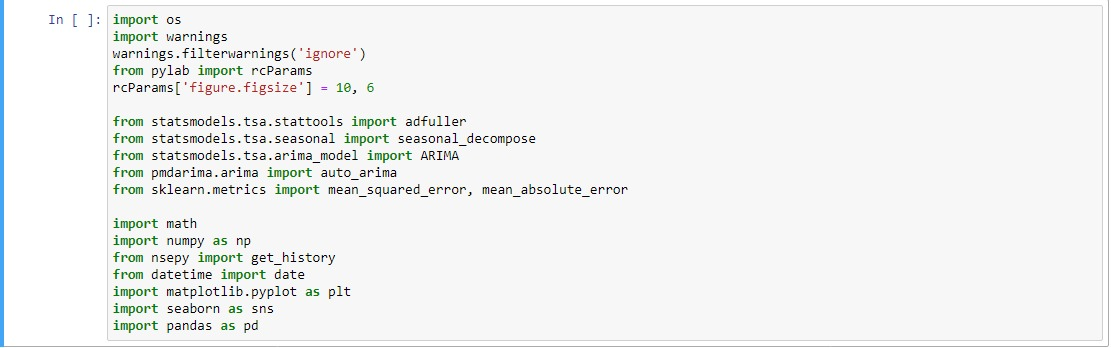 In [ ]: import os
import warnings
warnings.filterwarnings('ignore')
from pylab import rcParams
rcParams['figure.figsize'] = 10, 6
from statsmodels.tsa.stattools import adfuller
from statsmodels.tsa.seasonal import seasonal_decompose
from statsmodels.tsa.arima_model import ARIMA
from pmdarima.arima import auto_arima
from sklearn.metrics import mean_squared_error, mean_absolute_error
import math
import numpy as np
from nsepy import get_history
from datetime import date
import matplotlib.pyplot as plt
import seaborn as sns
import pandas as pd